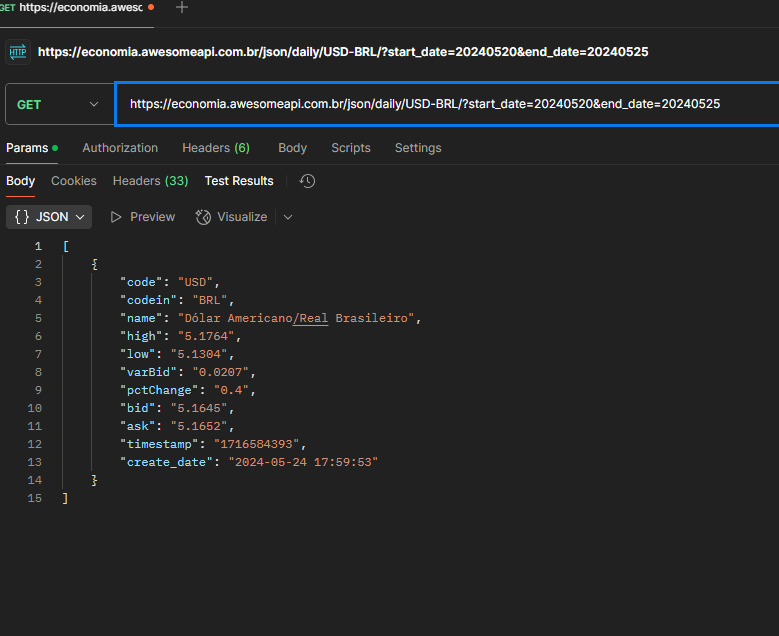 GET https://economia.awesc
HTTP https://economia.awesomeapi.com.br/json/daily/USD-BRL/?start_date=20240520&end_date=20240525
GET https://economia.awesomeapi.com.br/json/daily/USD-BRL/?start_date=20240520&end_date=20240525
Params Authorization Headers (6) Body Scripts Settings
Body Cookies Headers (33) Test Results
{} JSON Preview Visualize
1 [
2 {
3 "code": "USD",
4 "codein": "BRL",
5 "name": "Dólar Americano/Real Brasileiro",
6 "high": "5.1764",
7 "low": "5.1304",
8 "varBid": "0.0207",
9 "pctChange": "0.4",
10 "bid": "5.1645",
11 "ask": "5.1652",
12 "timestamp": "1716584393",
13 "create_date": "2024-05-24 17:59:53"
14 }
15 ]